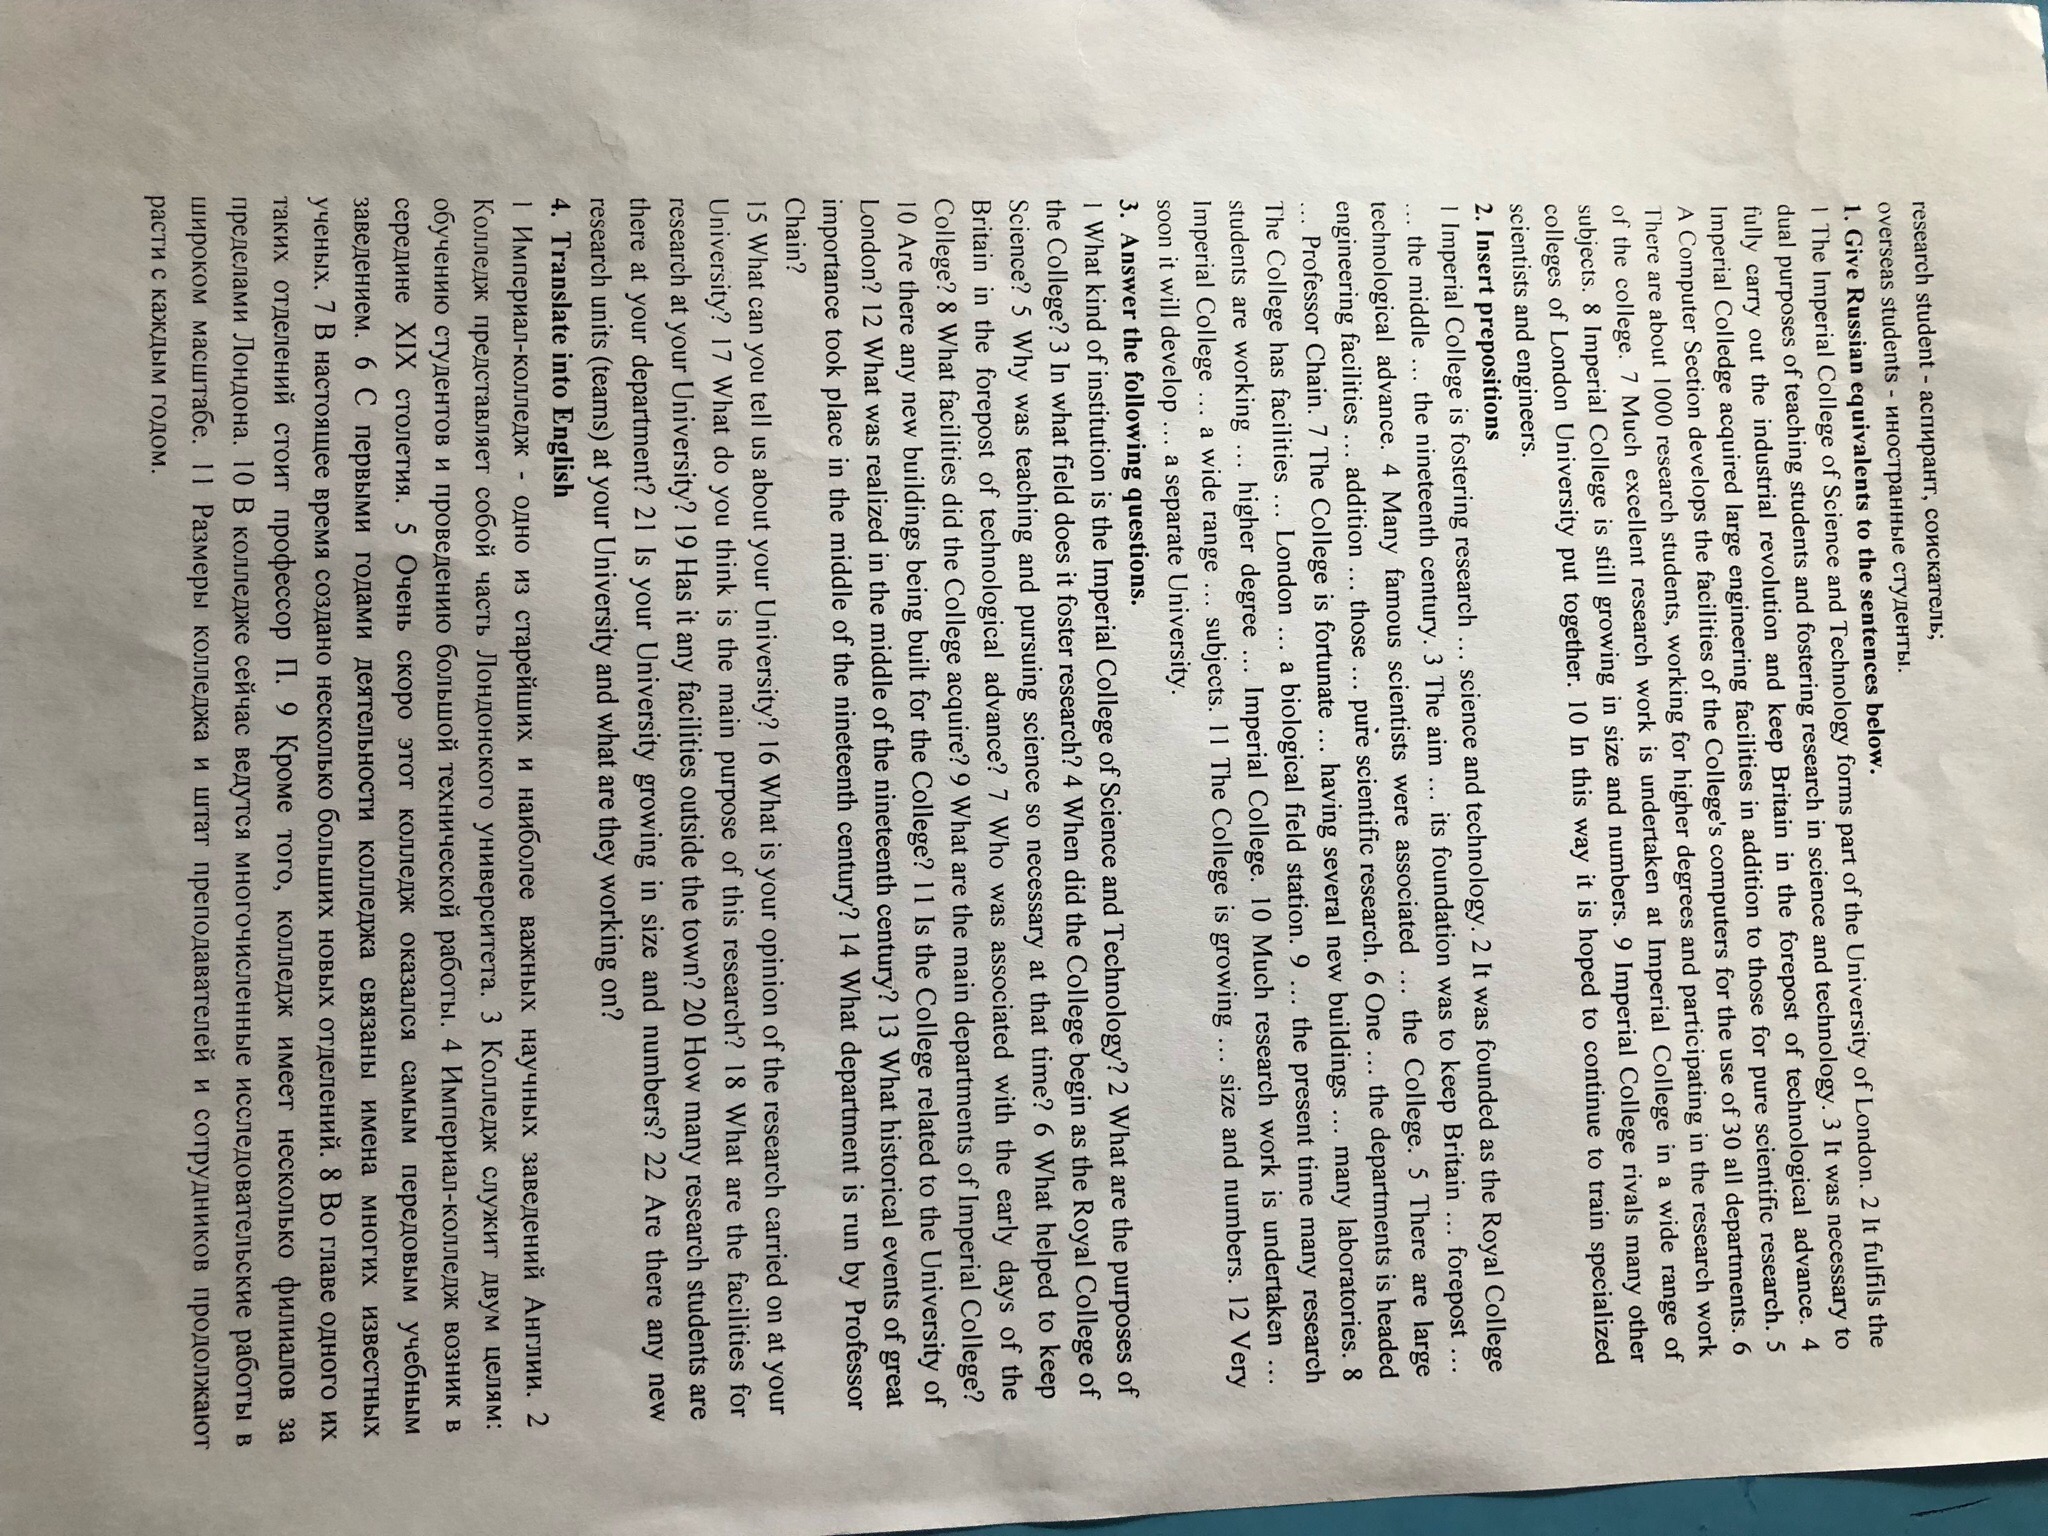 research student - аспирант, соискатель;
overseas students - иностранные студенты.
1. Give Russian equivalents to the sentences below.
1 The Imperial College of Science and Technology forms part of the University of London. 2 It fulfils the
dual purposes of teaching students and fostering research in science and technology. 3 It was necessary to
fully carry out the industrial revolution and keep Britain in the forepost of technological advance. 4
Imperial Colledge acquired large engineering facilities in addition to those for pure scientific research. 5
A Computer Section develops the facilities of the College's computers for the use of 30 all departments. 6
There are about 1000 research students, working for higher degrees and participating in the research work
of the college. 7 Much excellent research work is undertaken at Imperial College in a wide range of
subjects. 8 Imperial College is still growing in size and numbers. 9 Imperial College rivals many other
colleges of London University put together. 10 In this way it is hoped to continue to train specialized
scientists and engineers.
2. Insert prepositions
1 Imperial College is fostering research ... science and technology. 2 It was founded as the Royal College
... the middle ... the nineteenth century. 3 The aim ... its foundation was to keep Britain ... forepost ...
technological advance. 4 Many famous scientists were associated ... the College. 5 There are large
engineering facilities ... addition ... those ... pure scientific research. 6 One ... the departments is headed
... Professor Chain. 7 The College is fortunate ... having several new buildings ... many laboratories. 8
The College has facilities ... London ... a biological field station. 9 ... the present time many research
students are working ... higher degree ... Imperial College. 10 Much research work is undertaken ...
Imperial College ... a wide range ... subjects. 11 The College is growing ... size and numbers. 12 Very
soon it will develop ... a separate University.
3. Answer the following questions.
1 What kind of institution is the Imperial College of Science and Technology? 2 What are the purposes of
the College? 3 In what field does it foster research? 4 When did the College begin as the Royal College of
Science? 5 Why was teaching and pursuing science so necessary at that time? 6 What helped to keep
Britain in the forepost of technological advance? 7 Who was associated with the early days of the
College? 8 What facilities did the College acquire? 9 What are the main departments of Imperial College?
10 Are there any new buildings being built for the College? 11 Is the College related to the University of
London? 12 What was realized in the middle of the nineteenth century? 13 What historical events of great
importance took place in the middle of the nineteenth century? 14 What department is run by Professor
Chain?
15 What can you tell us about your University? 16 What is your opinion of the research carried on at your
University? 17 What do you think is the main purpose of this research? 18 What are the facilities for
research at your University? 19 Has it any facilities outside the town? 20 How many research students are
there at your department? 21 Is your University growing in size and numbers? 22 Are there any new
research units (teams) at your University and what are they working on?
4. Translate into English
1 Империал-колледж - одно из старейших и наиболее важных научных заведений Англии. 2
Колледж представляет собой часть Лондонского университета. 3 Колледж служит двум целям:
обучению студентов и проведению большой технической работы. 4 Империал-колледж возник в
середине XIX столетия. 5 Очень скоро этот колледж оказался самым передовым учебным
заведением. 6 С первыми годами деятельности колледжа связаны имена многих известных
ученых. 7 В настоящее время создано несколько больших новых отделений. 8 Во главе одного их
таких отделений стоит профессор П. 9 Кроме того, колледж имеет несколько филиалов за
пределами Лондона. 10 В колледже сейчас ведутся многочисленные исследовательские работы в
широком масштабе. 11 Размеры колледжа и штат преподавателей и сотрудников продолжают
расти с каждым годом.